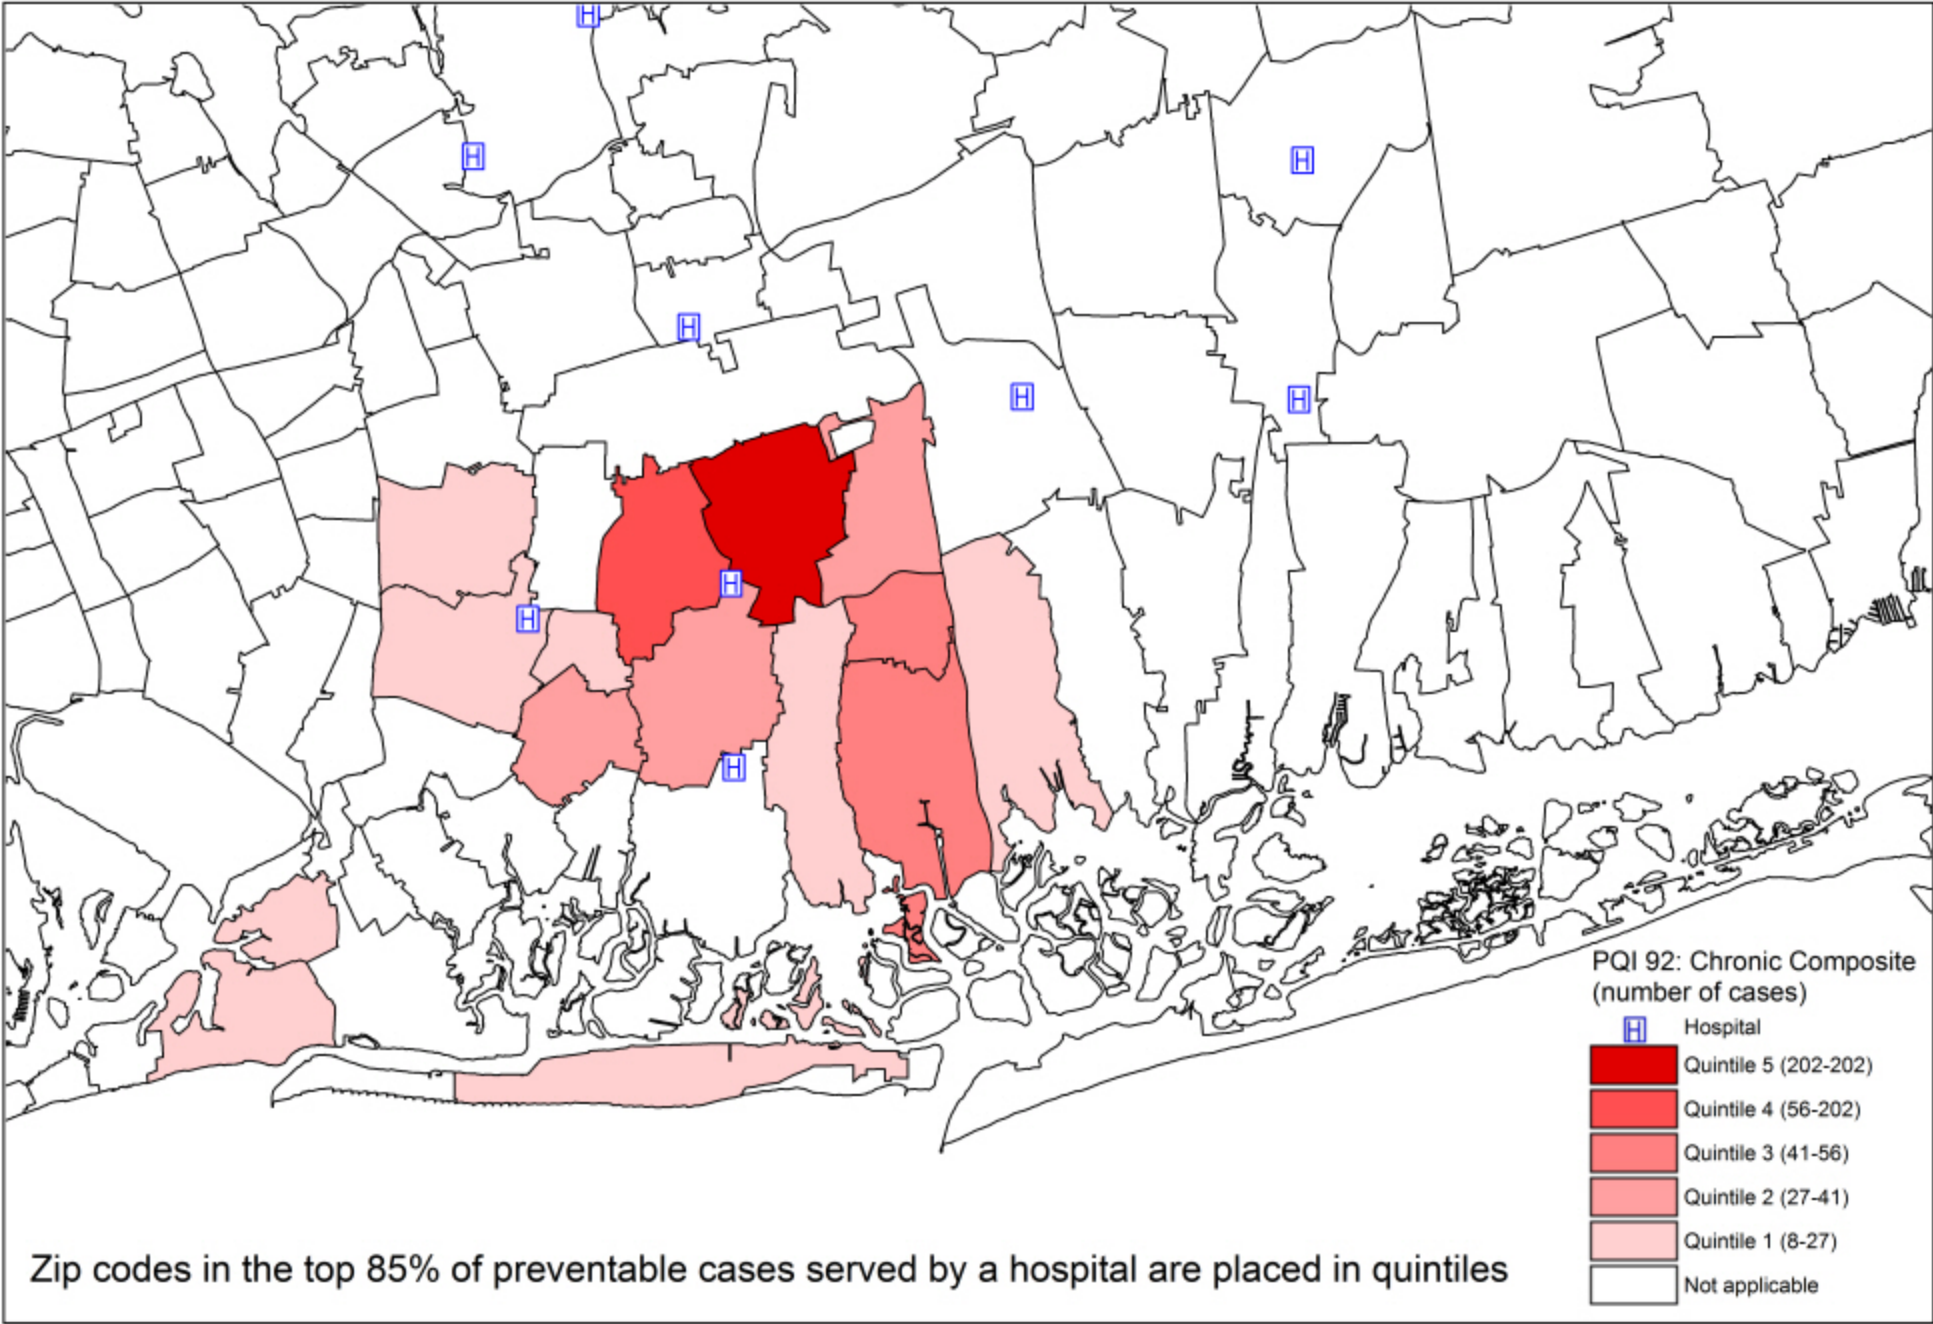 H
H
H
H
H
H
H
H
H
PQI 92: Chronic Composite
(number of cases)
H Hospital
Quintile 5 (202-202)
Quintile 4 (56-202)
Quintile 3 (41-56)
Quintile 2 (27-41)
Quintile 1 (8-27)
Not applicable
Zip codes in the top 85% of preventable cases served by a hospital are placed in quintiles